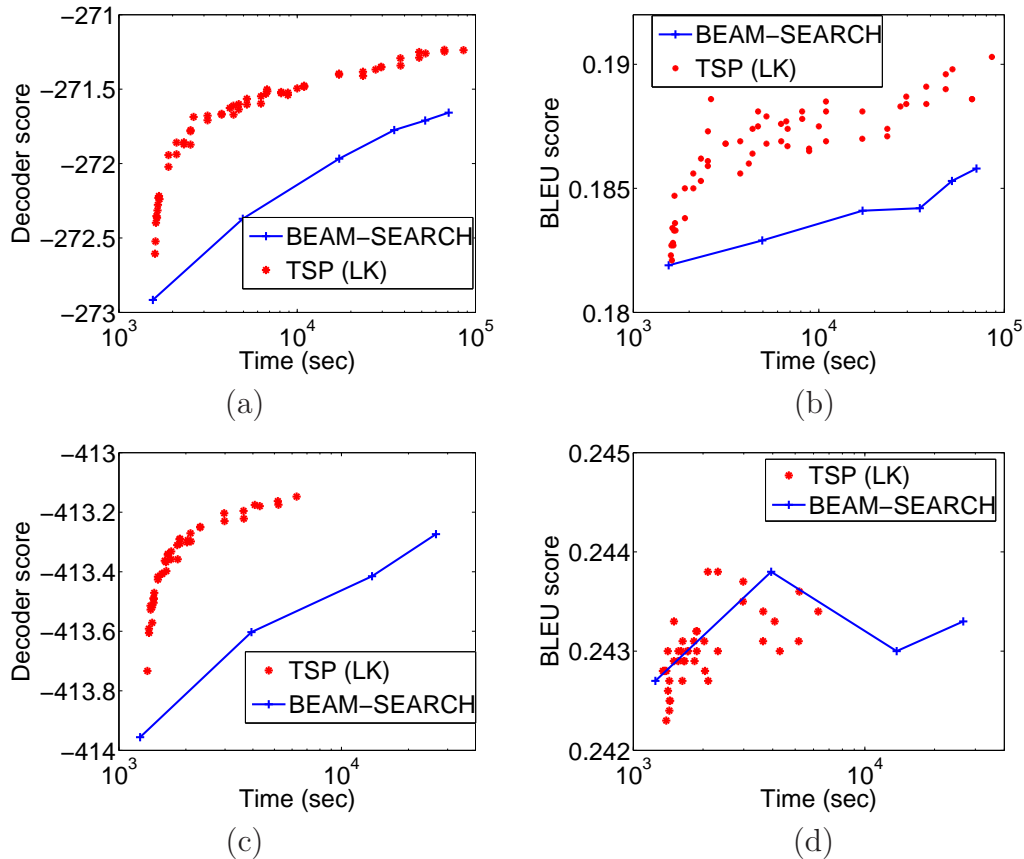 −271
−271.5
−272
−272.5
−273
Decoder score
BEAM−SEARCH
TSP (LK)
10^3
10^4
10^5
Time (sec)
(a)
0.19
0.185
0.18
BLEU score
BEAM−SEARCH
TSP (LK)
10^3
10^4
10^5
Time (sec)
(b)
−413
−413.2
−413.4
−413.6
−413.8
−414
Decoder score
TSP (LK)
BEAM−SEARCH
10^3
10^4
Time (sec)
(c)
0.245
0.244
0.243
0.242
BLEU score
TSP (LK)
BEAM−SEARCH
10^3
10^4
Time (sec)
(d)